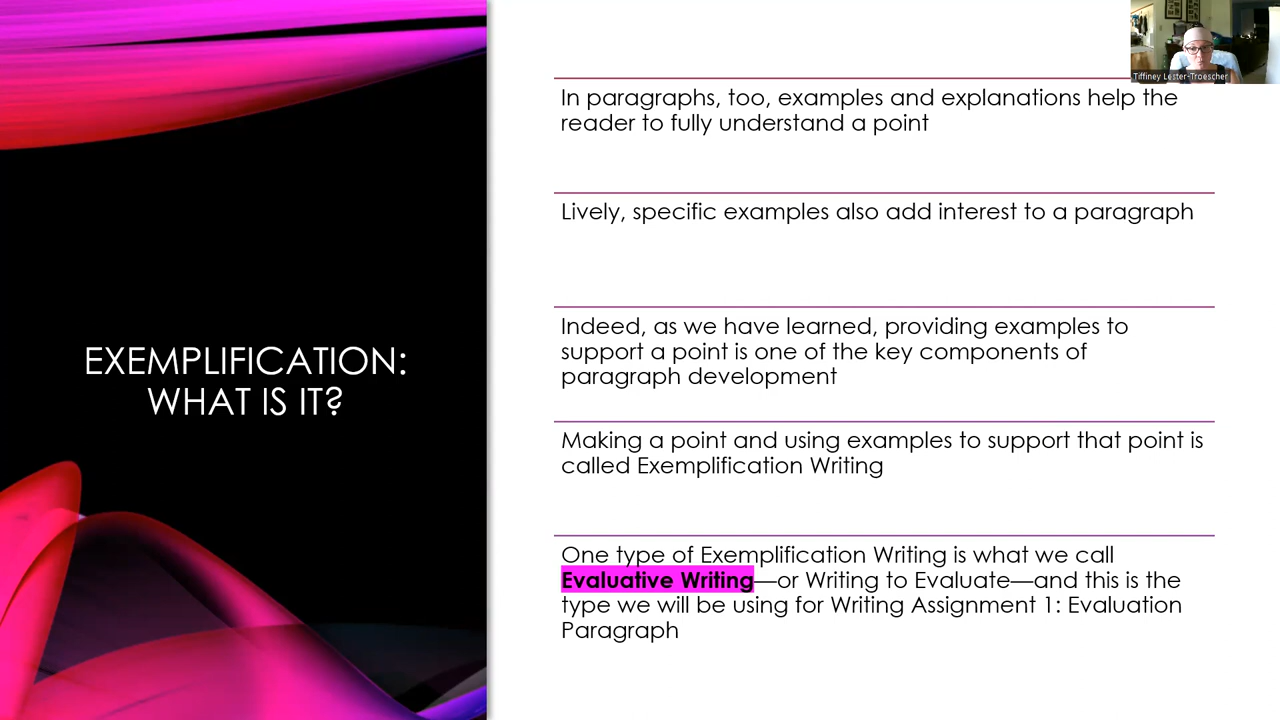 EXEMPLIFICATION:
WHAT IS IT?
Tiffiney Lester-Troescher
In paragraphs, too, examples and explanations help the
reader to fully understand a point
Lively, specific examples also add interest to a paragraph
Indeed, as we have learned, providing examples to
support a point is one of the key components of
paragraph development
Making a point and using examples to support that point is
called Exemplification Writing
One type of Exemplification Writing is what we call
Evaluative Writing—or Writing to Evaluate—and this is the
type we will be using for Writing Assignment 1: Evaluation
Paragraph